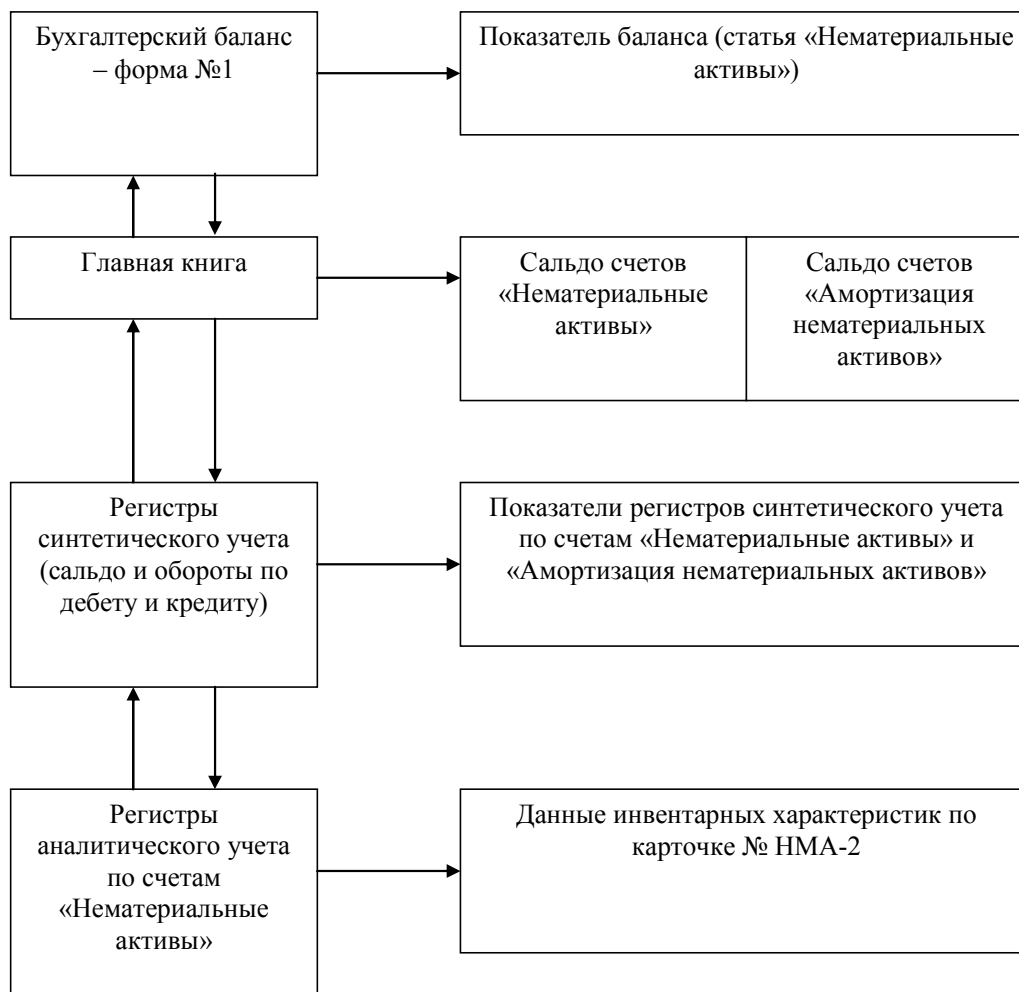 Бухгалтерский баланс
– форма №1
Показатель баланса (статья «Нематериальные
активы»)
Главная книга
Сальдо счетов
«Нематериальные
активы»
Сальдо счетов
«Амортизация
нематериальных
активов»
Регистры
синтетического учета
(сальдо и обороты по
дебету и кредиту)
Показатели регистров синтетического учета
по счетам «Нематериальные активы» и
«Амортизация нематериальных активов»
Регистры
аналитического учета
по счетам
«Нематериальные
активы»
Данные инвентарных характеристик по
карточке № НМА-2